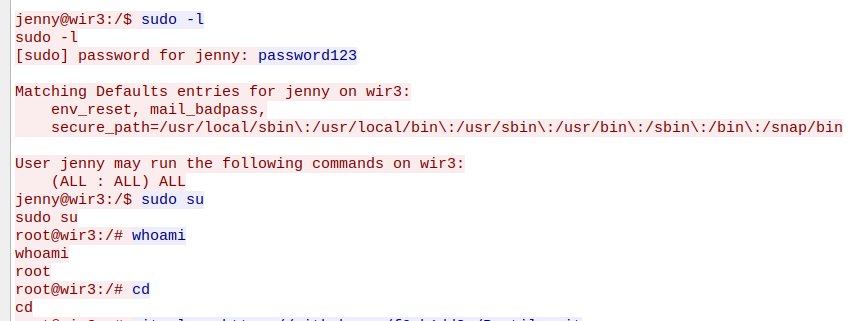 jenny@wir3:/$ sudo -l
sudo -l
[sudo] password for jenny: password123
Matching Defaults entries for jenny on wir3:
    env_reset, mail_badpass,
    secure_path=/usr/local/sbin\:/usr/local/bin\:/usr/sbin\:/usr/bin\:/sbin\:/bin\:/snap/bin
User jenny may run the following commands on wir3:
    (ALL : ALL) ALL
jenny@wir3:/$ sudo su
sudo su
root@wir3:/# whoami
whoami
root
root@wir3:/# cd
cd